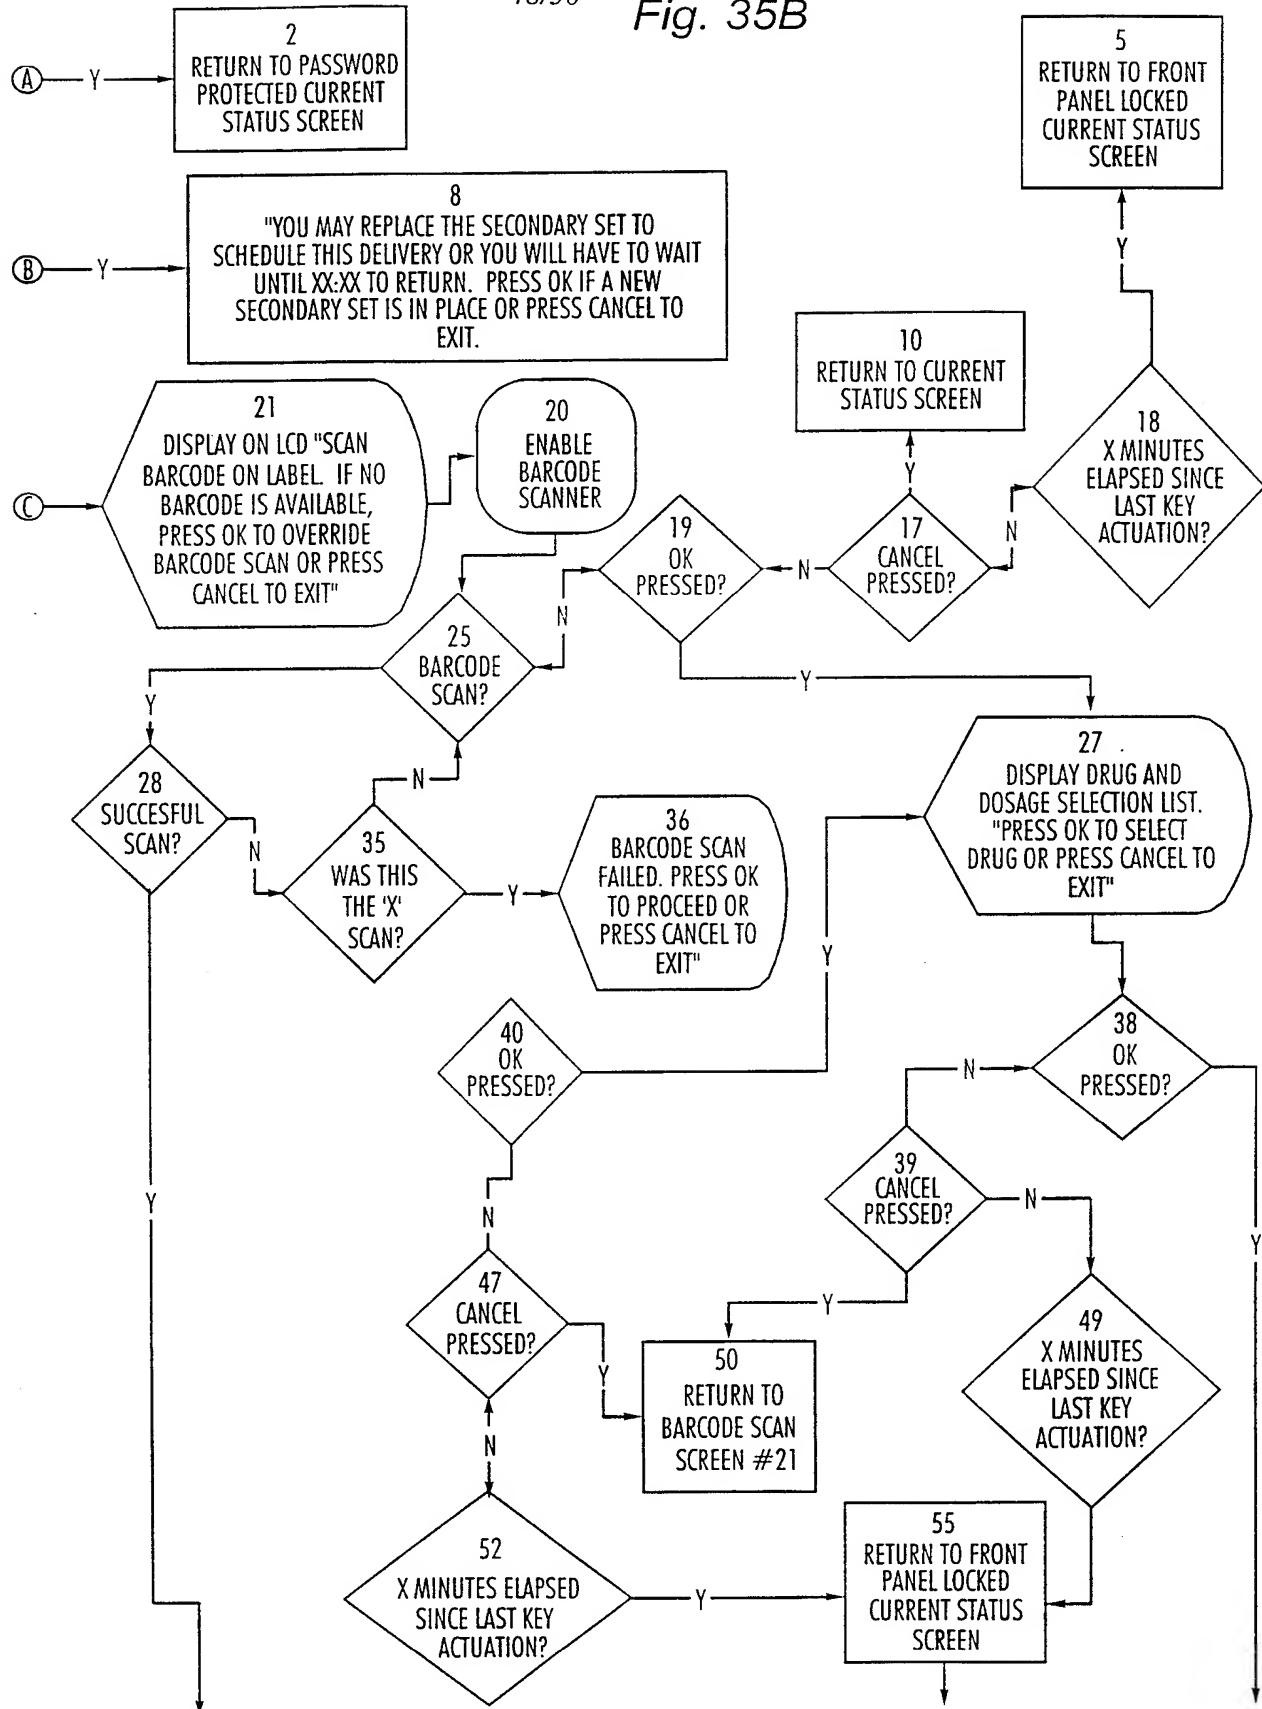 Fig. 35B
2
RETURN TO PASSWORD
PROTECTED CURRENT
STATUS SCREEN
A
Y
5
RETURN TO FRONT
PANEL LOCKED
CURRENT STATUS
SCREEN
Y
8
"YOU MAY REPLACE THE SECONDARY SET TO
SCHEDULE THIS DELIVERY OR YOU WILL HAVE TO WAIT
UNTIL XX:XX TO RETURN. PRESS OK IF A NEW
SECONDARY SET IS IN PLACE OR PRESS CANCEL TO
EXIT.
B
Y
10
RETURN TO CURRENT
STATUS SCREEN
Y
C
21
DISPLAY ON LCD "SCAN
BARCODE ON LABEL. IF NO
BARCODE IS AVAILABLE,
PRESS OK TO OVERRIDE
BARCODE SCAN OR PRESS
CANCEL TO EXIT"
20
ENABLE
BARCODE
SCANNER
18
X MINUTES
ELAPSED SINCE
LAST KEY
ACTUATION?
N
17
CANCEL
PRESSED?
N
19
OK
PRESSED?
N
Y
25
BARCODE
SCAN?
Y
N
28
SUCCESFUL
SCAN?
N
Y
35
WAS THIS
THE 'X'
SCAN?
Y
36
BARCODE SCAN
FAILED. PRESS OK
TO PROCEED OR
PRESS CANCEL TO
EXIT"
27
DISPLAY DRUG AND
DOSAGE SELECTION LIST.
"PRESS OK TO SELECT
DRUG OR PRESS CANCEL TO
EXIT"
Y
40
OK
PRESSED?
N
38
OK
PRESSED?
Y
N
39
CANCEL
PRESSED?
N
Y
47
CANCEL
PRESSED?
Y
N
50
RETURN TO
BARCODE SCAN
SCREEN #21
49
X MINUTES
ELAPSED SINCE
LAST KEY
ACTUATION?
52
X MINUTES ELAPSED
SINCE LAST KEY
ACTUATION?
Y
55
RETURN TO FRONT
PANEL LOCKED
CURRENT STATUS
SCREEN